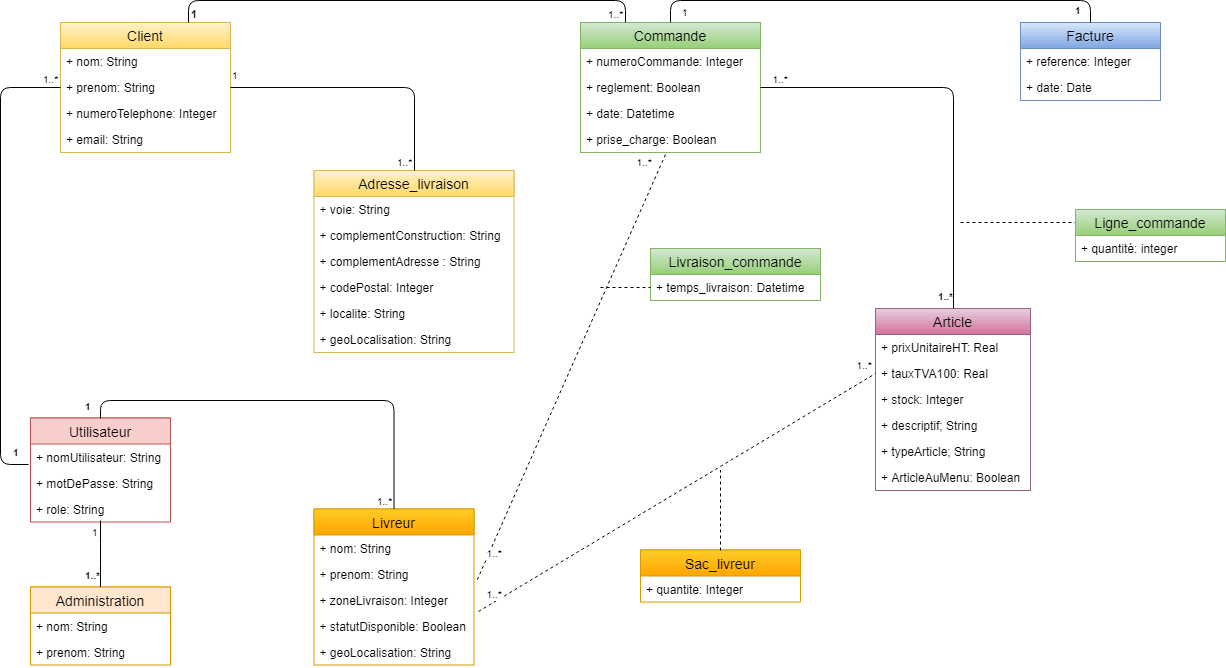 1
1..*
1
1
Client
+ nom: String
+ prenom: String
+ numeroTelephone: Integer
+ email: String
Commande
+ numeroCommande: Integer
+ reglement: Boolean
+ date: Datetime
+ prise_charge: Boolean
Facture
+ reference: Integer
+ date: Date
1..*
1
1..*
1..*
1..*
Adresse_livraison
+ voie: String
+ complementConstruction: String
+ complementAdresse : String
+ codePostal: Integer
+ localite: String
+ geoLocalisation: String
Ligne_commande
+ quantité: integer
Livraison_commande
+ temps_livraison: Datetime
1..*
Article
+ prixUnitaireHT: Real
+ tauxTVA100: Real
+ stock: Integer
+ descriptif; String
+ typeArticle; String
+ ArticleAuMenu: Boolean
1..*
1
1
Utilisateur
+ nomUtilisateur: String
+ motDePasse: String
+ role: String
1
1..*
Administration
+ nom: String
+ prenom: String
1..*
Livreur
+ nom: String
+ prenom: String
+ zoneLivraison: Integer
+ statutDisponible: Boolean
+ geoLocalisation: String
1..*
1..*
Sac_livreur
+ quantite: Integer